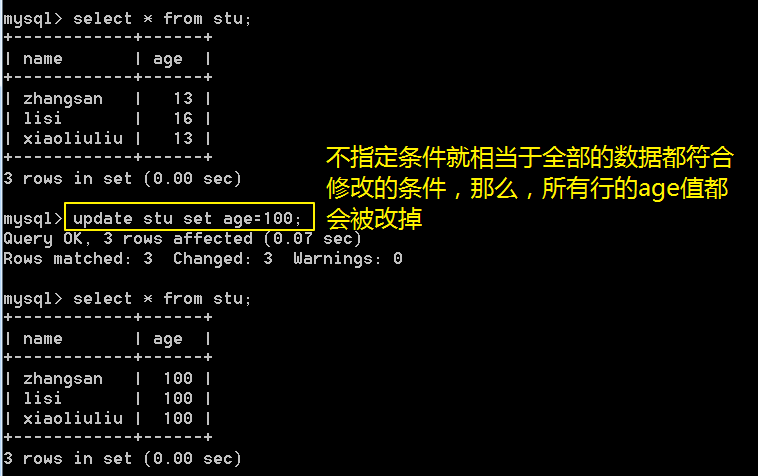 mysql> select * from stu;
+-----------+------+
| name      | age  |
+-----------+------+
| zhangsan  |   13 |
| lisi      |   16 |
| xiaoliuliu |   13 |
+-----------+------+
3 rows in set (0.00 sec)
不指定条件就相当于全部的数据都符合
修改的条件，那么，所有行的age值都
会被改掉
mysql> update stu set age=100;
Query OK, 3 rows affected (0.07 sec)
Rows matched: 3  Changed: 3  Warnings: 0
mysql> select * from stu;
+-----------+------+
| name      | age  |
+-----------+------+
| zhangsan  |  100 |
| lisi      |  100 |
| xiaoliuliu |  100 |
+-----------+------+
3 rows in set (0.00 sec)